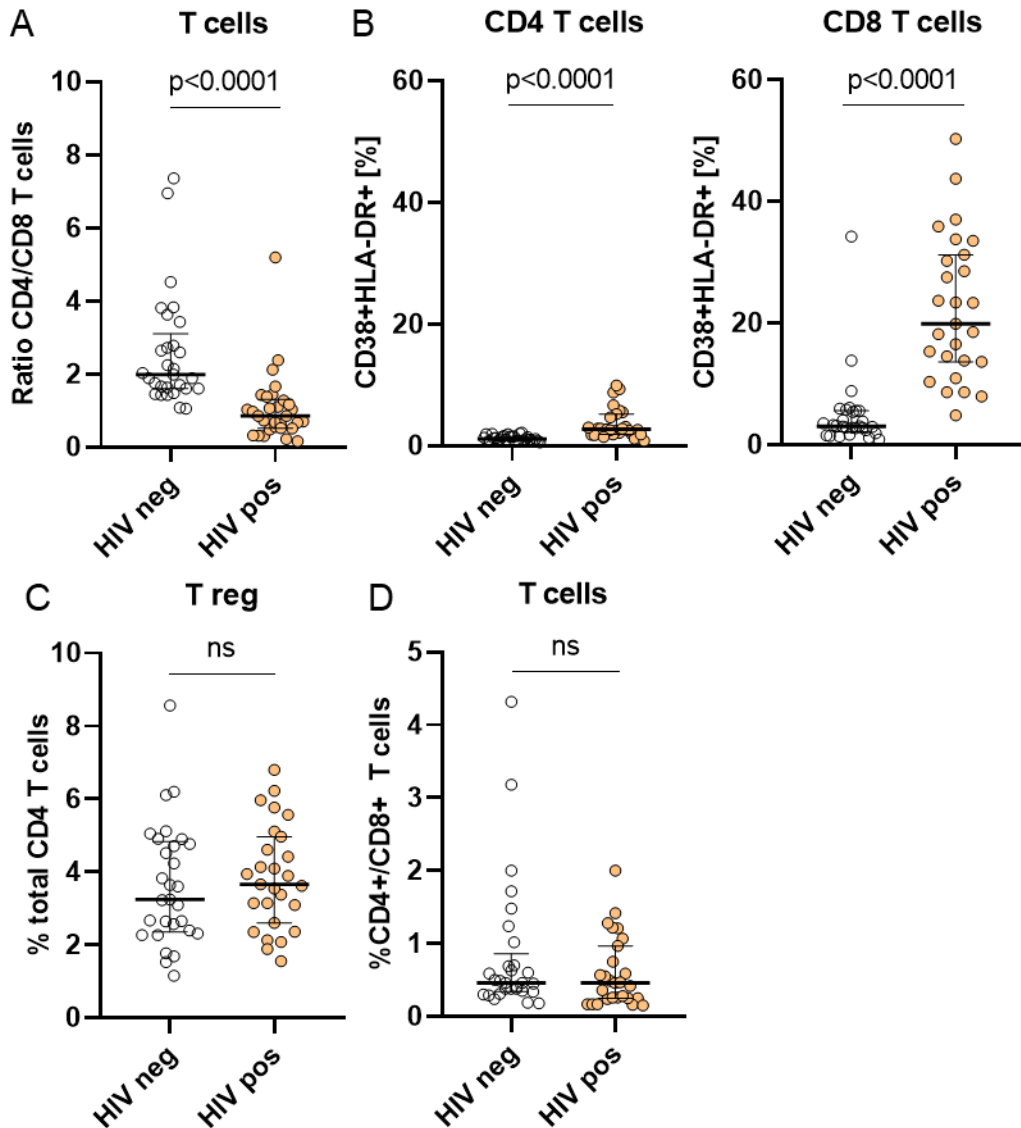 A
T cells
p<0.0001
Ratio CD4/CD8 T cells
10
8
6
4
2
0
HIV neg
HIV pos
B
CD4 T cells
p<0.0001
CD38+HLA-DR+ [%]
60
40
20
0
HIV neg
HIV pos
CD8 T cells
p<0.0001
CD38+HLA-DR+ [%]
60
40
20
0
HIV neg
HIV pos
C
T reg
ns
% total CD4 T cells
10
8
6
4
2
0
HIV neg
HIV pos
D
T cells
ns
%CD4+/CD8+ T cells
5
4
3
2
1
0
HIV neg
HIV pos